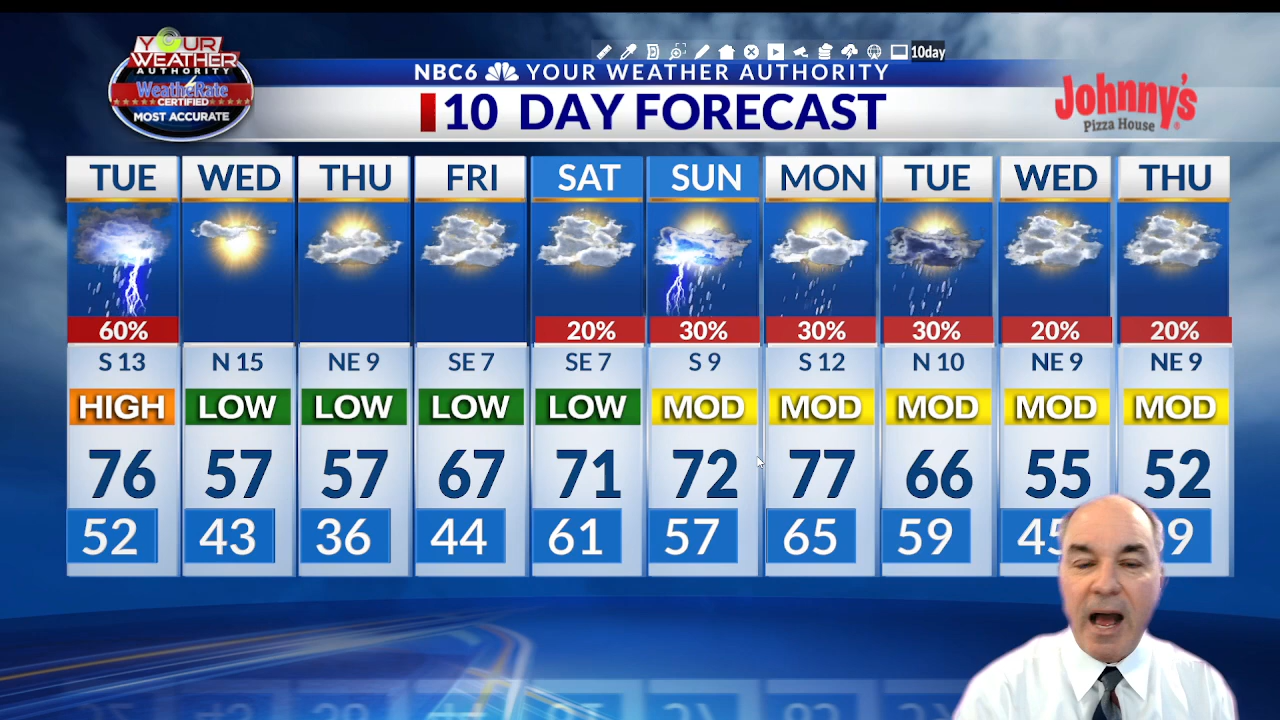 10day
YOUR
WEATHER
AUTHORITY
WeatheRate
CERTIFIED
MOST ACCURATE
NBC6 YOUR WEATHER AUTHORITY
10 DAY FORECAST
Johnny's
Pizza House
TUE WED THU FRI SAT SUN MON TUE WED THU
60% 20% 30% 30% 30% 20% 20%
S 13 N 15 NE 9 SE 7 SE 7 S 9 S 12 N 10 NE 9 NE 9
HIGH LOW LOW LOW LOW MOD MOD MOD MOD MOD
76 57 57 67 71 72 77 66 55 52
52 43 36 44 61 57 65 59 45 9